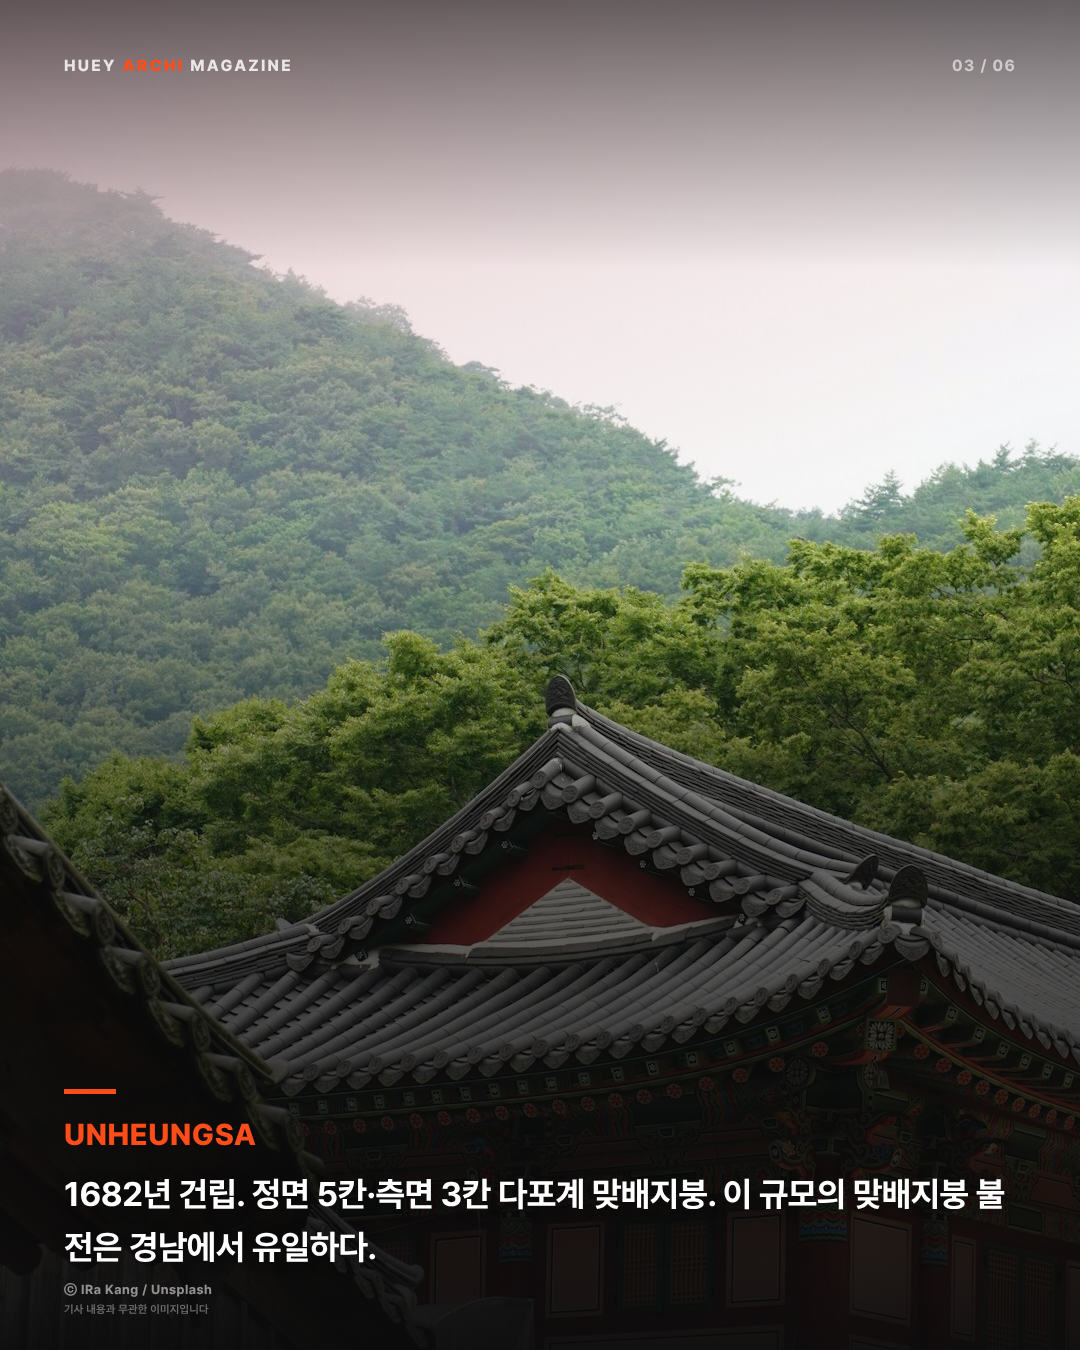 HUEY ARCHI MAGAZINE
03 / 06
UNHEUNGSA
1682년 건립. 정면 5칸·측면 3칸 다포계 맞배지붕. 이 규모의 맞배지붕 불
전은 경남에서 유일하다.
© IRa Kang / Unsplash
기사 내용과 무관한 이미지입니다